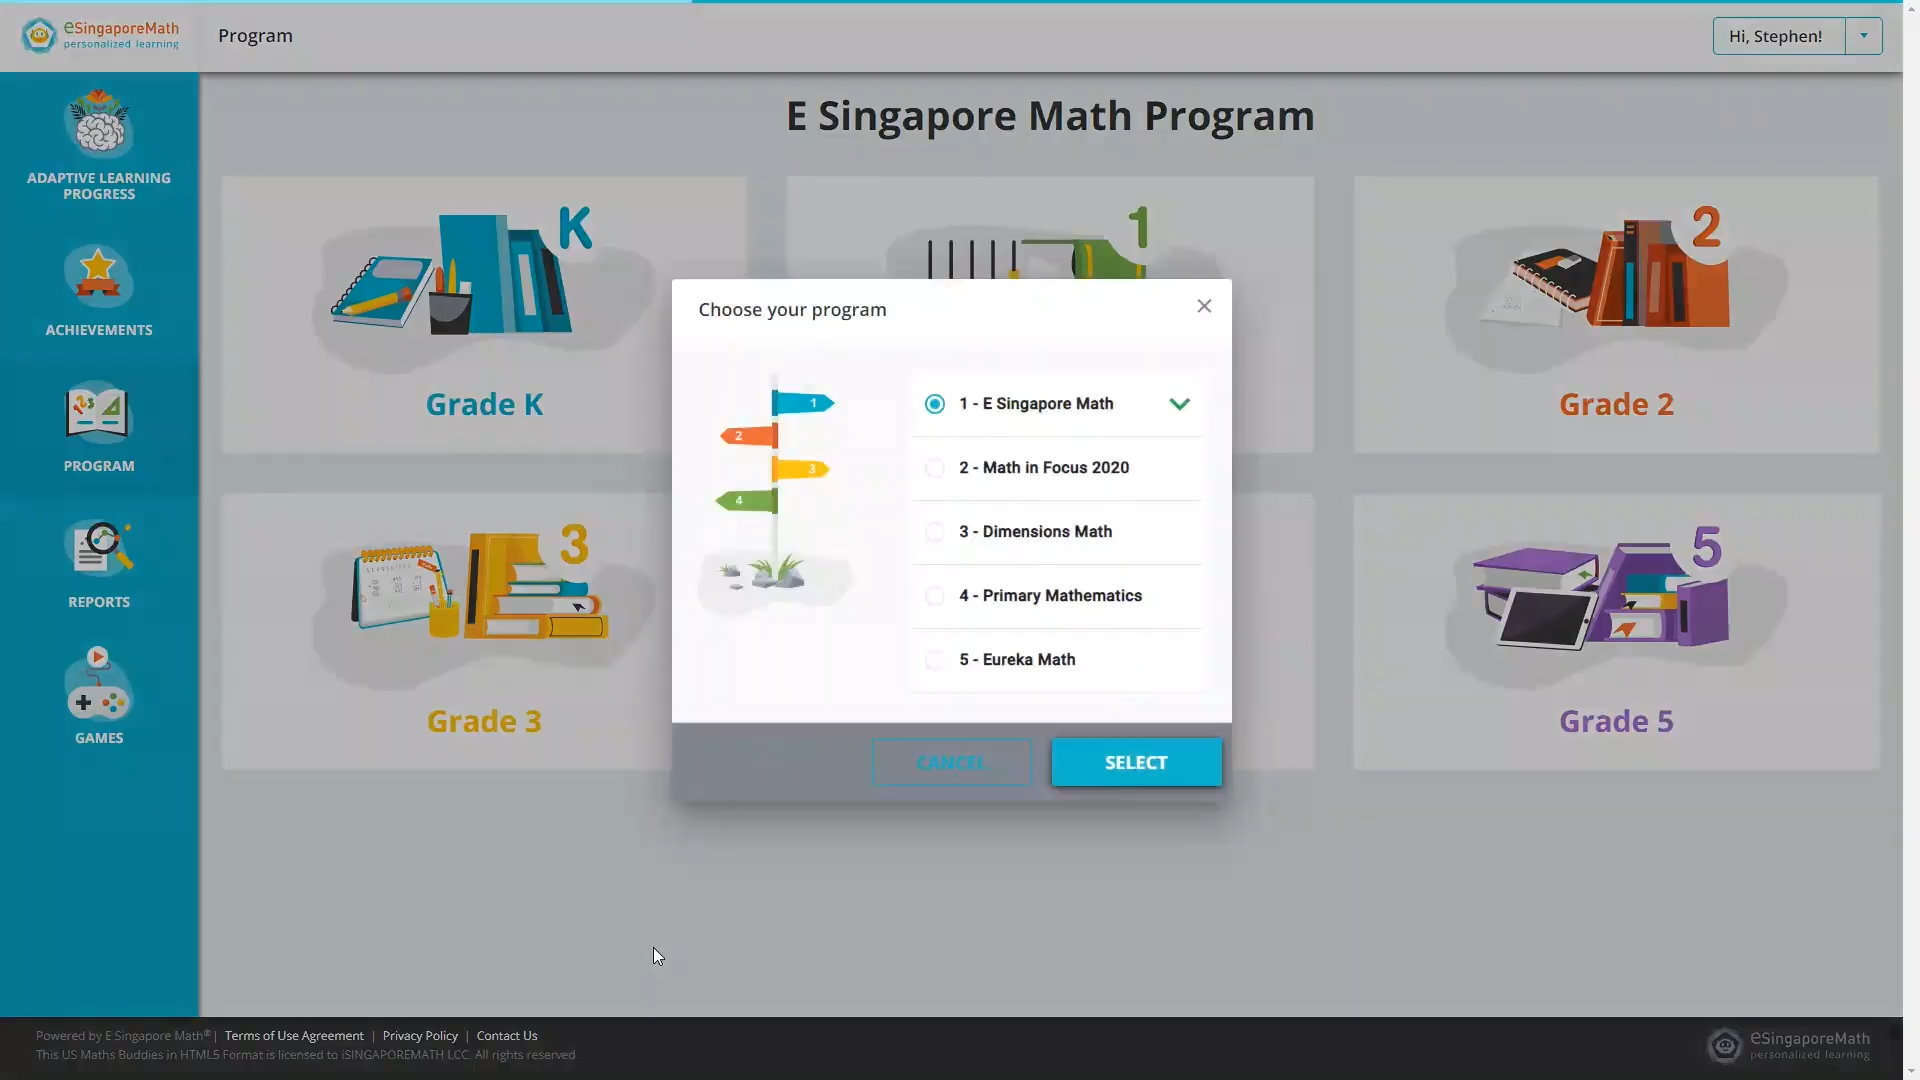 eSingaporeMath
personalized learning
Program
Hi, Stephen!
ADAPTIVE LEARNING
PROGRESS
ACHIEVEMENTS
PROGRAM
REPORTS
GAMES
E Singapore Math Program
K
Grade K
1
2
Grade 2
3
Grade 3
5
Grade 5
Choose your program
1
2
3
4
1 - E Singapore Math
2 - Math in Focus 2020
3 - Dimensions Math
4 - Primary Mathematics
5 - Eureka Math
CANCEL
SELECT
Powered by E Singapore Math® | Terms of Use Agreement | Privacy Policy | Contact Us
This US Maths Buddies in HTML5 Format is licensed to iSINGAPOREMATH LCC. All rights reserved
eSingaporeMath
personalized learning